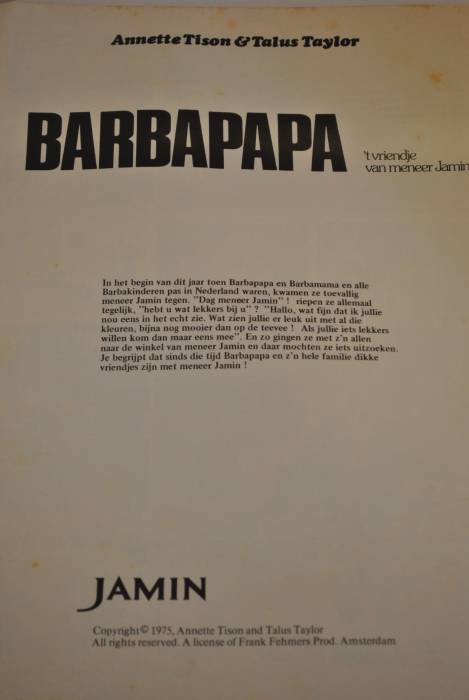 Annette Tison & Talus Taylor
BARBAPAPA
't vriendje
van meneer Jamin
In het begin van dit jaar toen Barbapapa en Barbamama en alle
Barbakinderen pas in Nederland waren, kwamen ze toevallig
meneer Jamin tegen. "Dag meneer Jamin" ! riepen ze allemaal
tegelijk, "hebt u wat lekkers bij u" ? "Hallo, wat fijn dat ik jullie
nou eens in het echt zie. Wat zien jullie er leuk uit met al die
kleuren, bijna nog mooier dan op de teevee ! Als jullie iets lekkers
willen kom dan maar eens mee". En zo gingen ze met z'n allen
naar de winkel van meneer Jamin en daar mochten ze iets uitzoeken.
Je begrijpt dat sinds die tijd Barbapapa en z'n hele familie dikke
vriendjes zijn met meneer Jamin !
JAMIN
Copyright© 1975, Annette Tison and Talus Taylor
All rights reserved. A license of Frank Fehmers Prod. Amsterdam